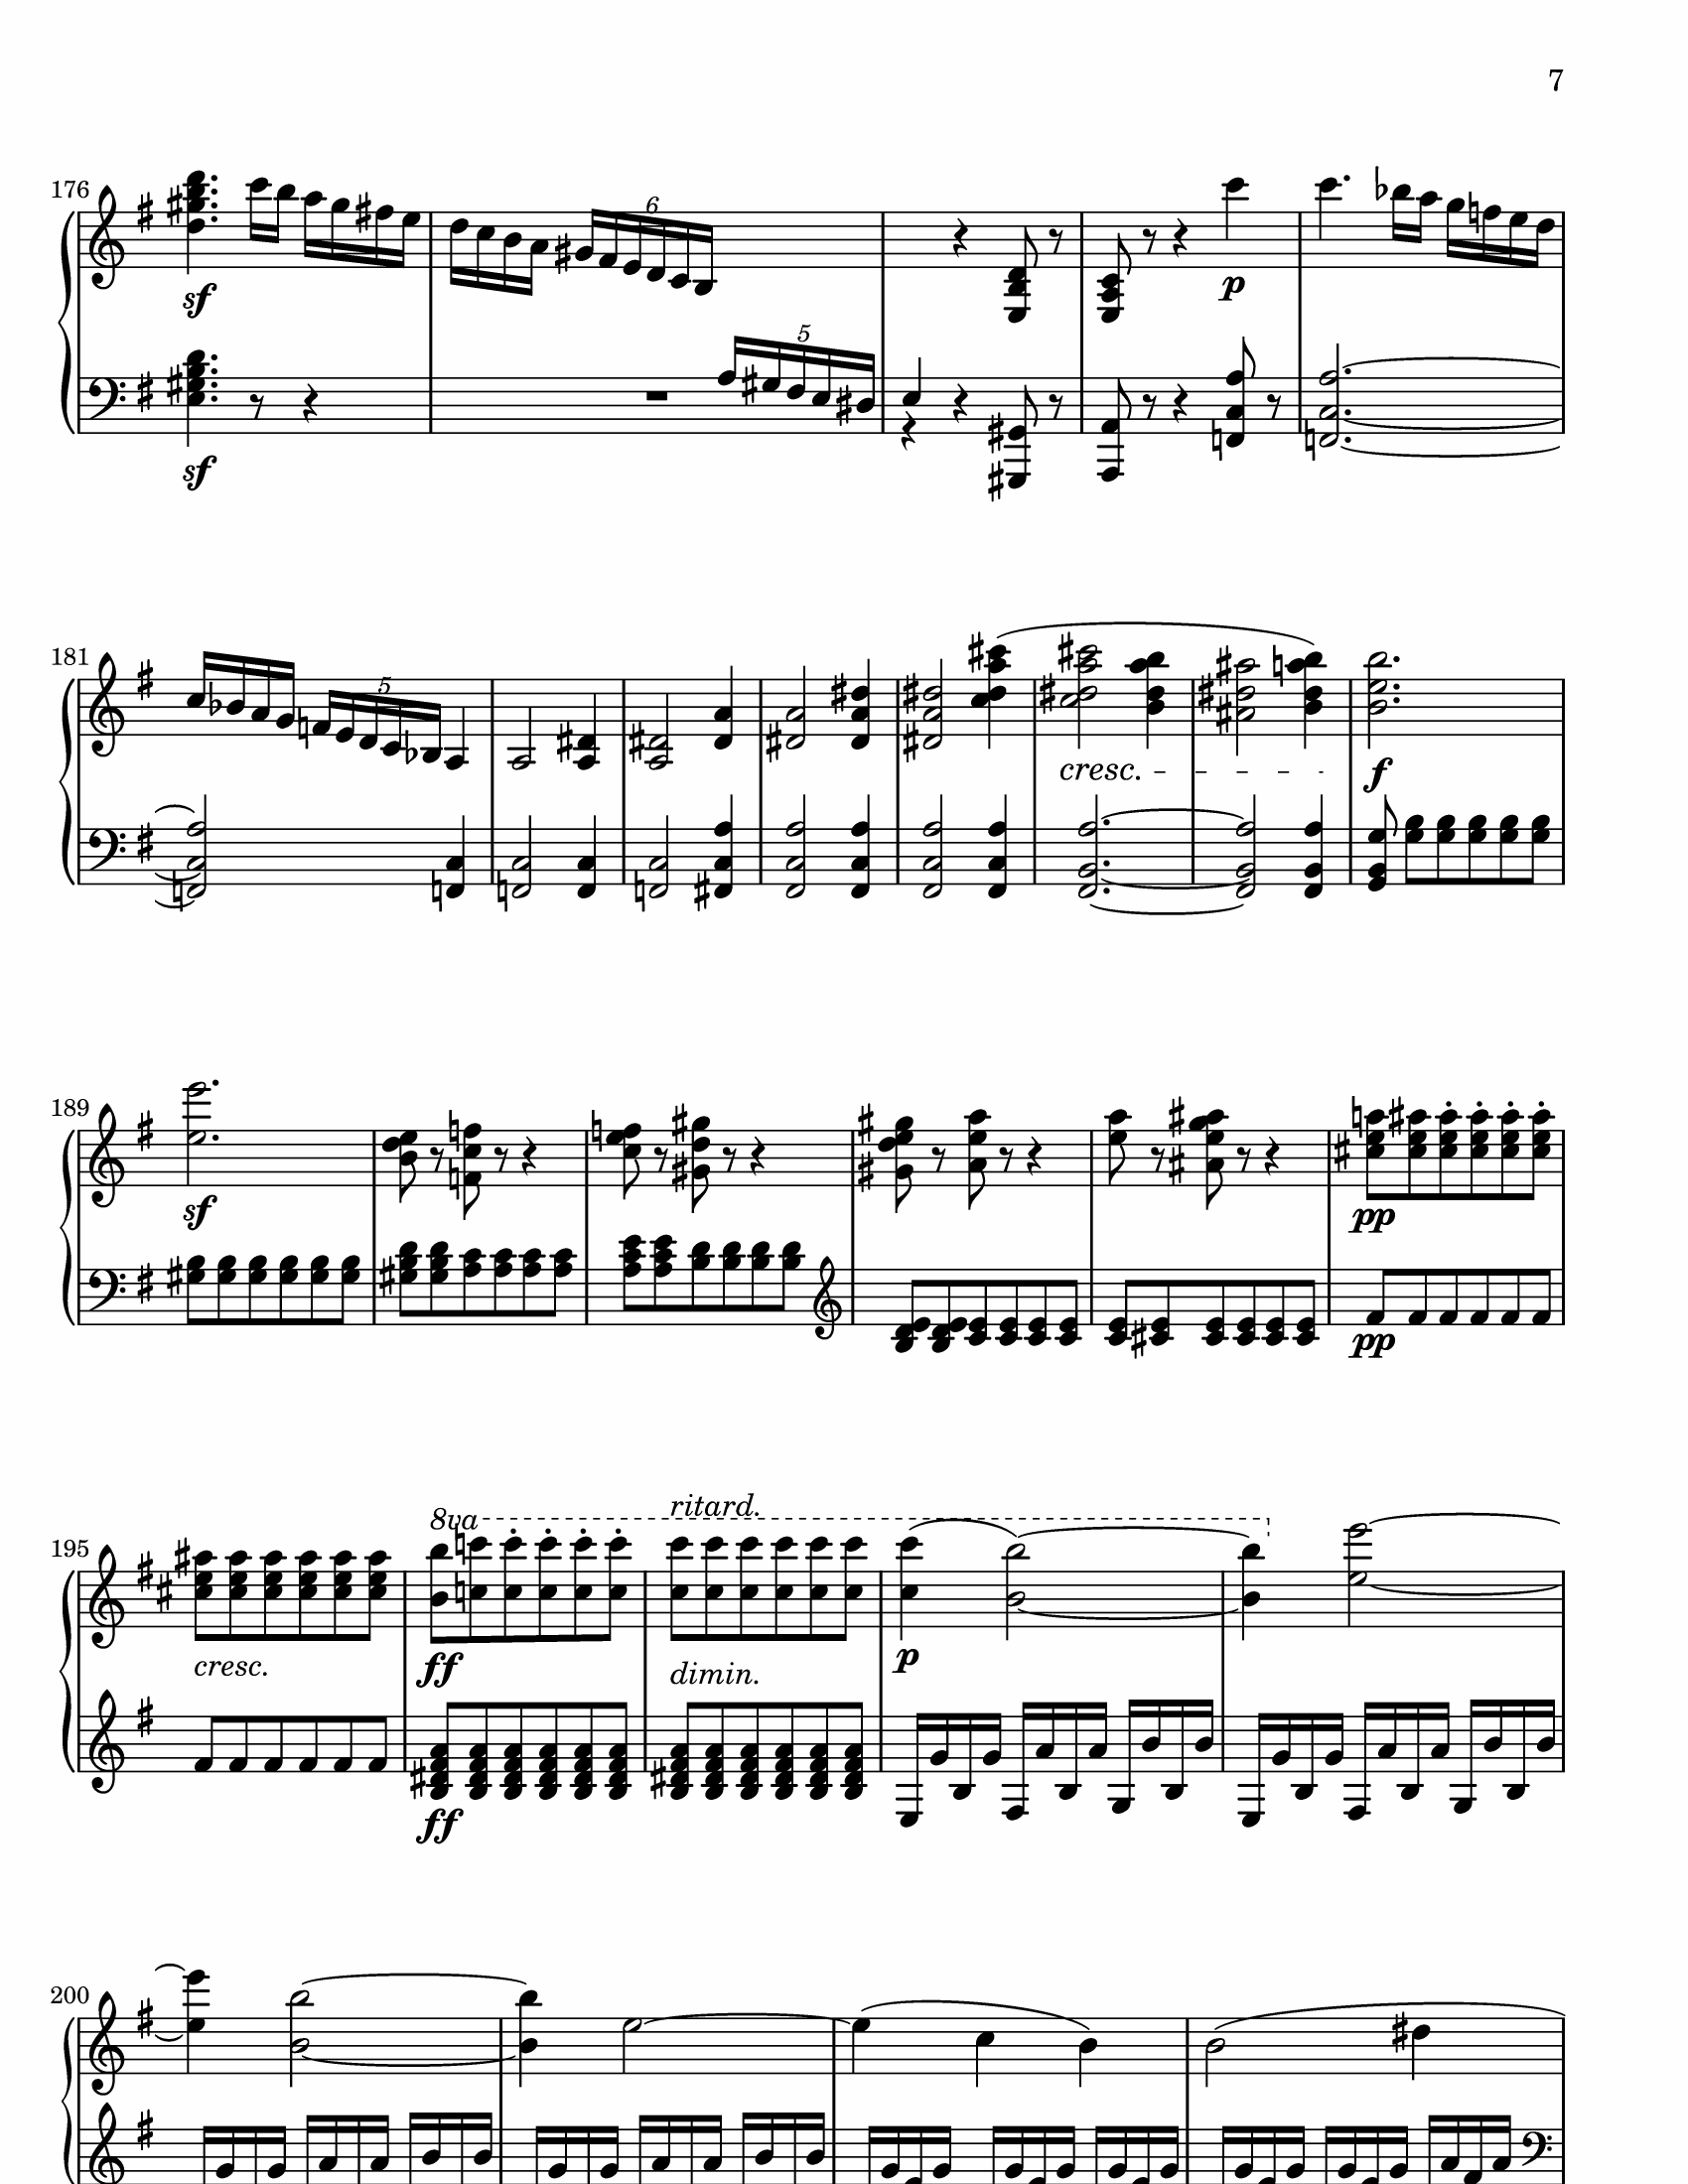 7
176
sf
6
p
5
sf
181
5
cresc.
f
189
sf
pp
pp
195
8va
ritard.
cresc.
ff
dimin.
p
ff
200